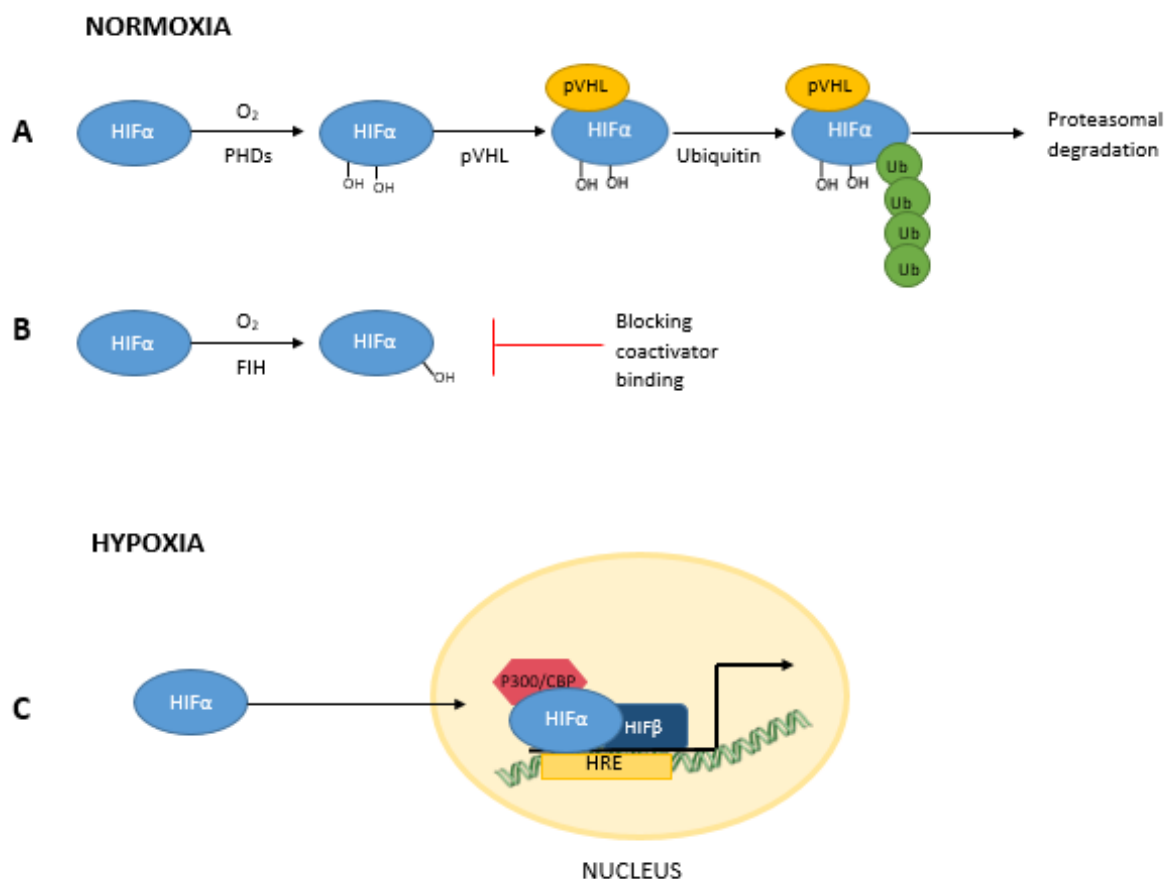 NORMOXIA
A
HIFα
O₂
PHDs
HIFα
OH
OH
pVHL
pVHL
HIFα
OH
OH
Ubiquitin
pVHL
HIFα
OH
OH
Ub
Ub
Ub
Ub
Proteasomal
degradation
B
HIFα
O₂
FIH
HIFα
OH
Blocking
coactivator
binding
HYPOXIA
C
HIFα
P300/CBP
HIFα
HIFβ
HRE
NUCLEUS